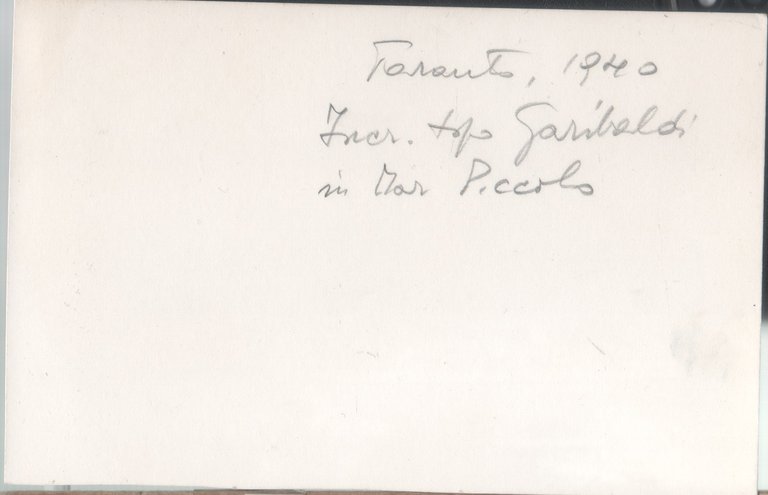 Taranto, 1940
Incr. tipo Garibaldi
in Mar Piccolo